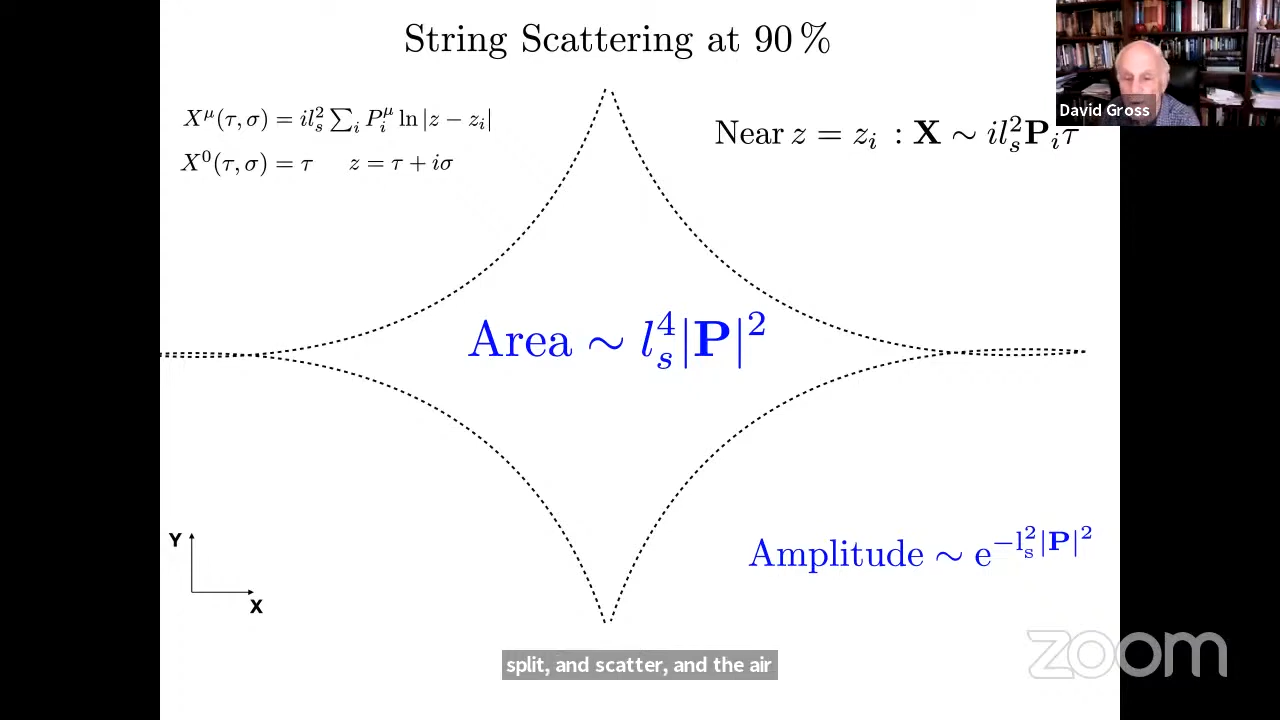 String Scattering at 90 %
David Gross
X^μ(τ, σ) = il_s^2 ∑_i P_i^μ ln |z − z_i|
Near z = z_i : X ∼ il_s^2 P_i τ
X^0(τ, σ) = τ z = τ + iσ
Area ∼ l_s^4 |P|^2
Y
X
Amplitude ∼ e^{−l_s^2 |P|^2}
split, and scatter, and the air
zoom